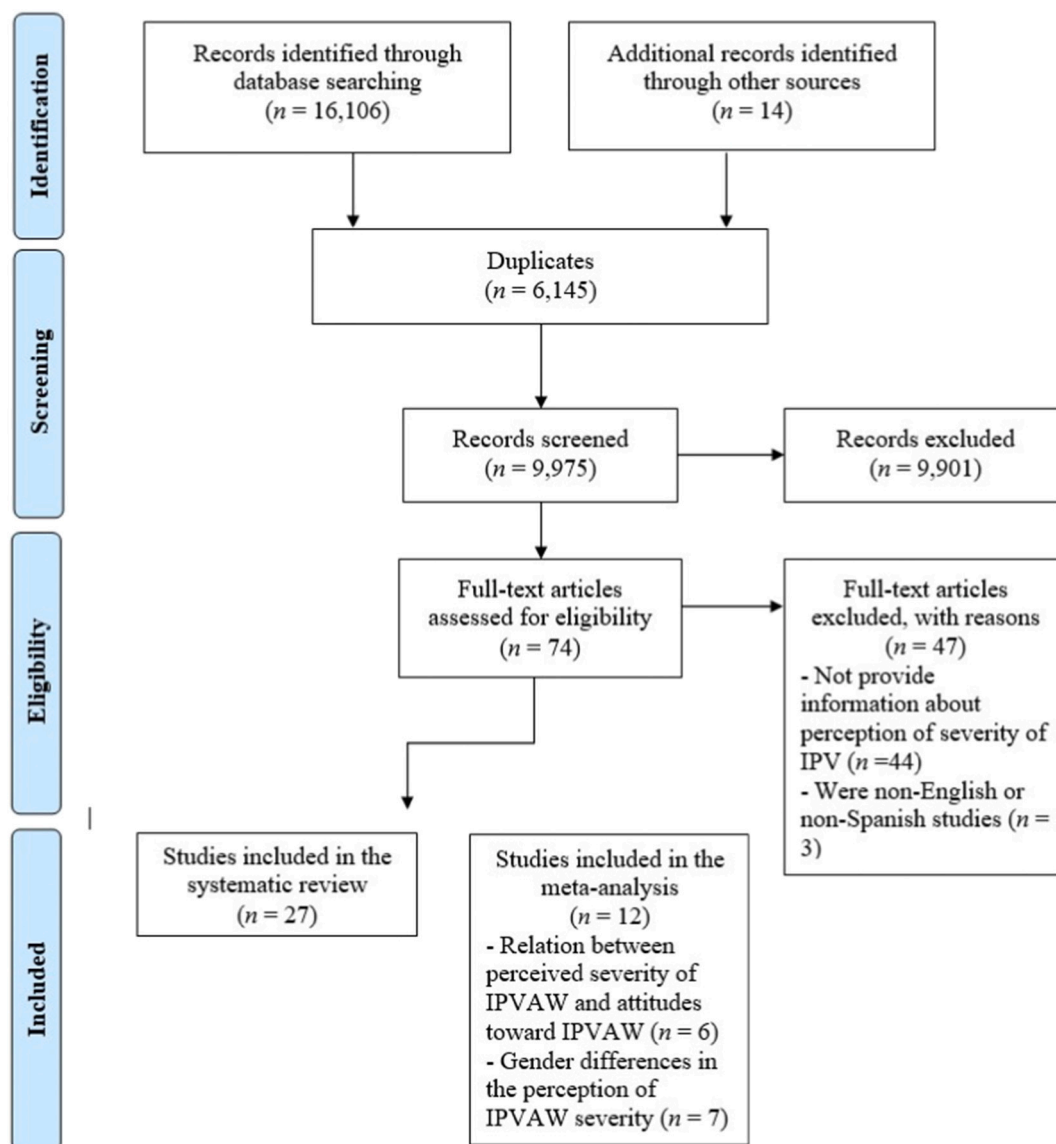 Identification
Records identified through
database searching
(n = 16,106)
Additional records identified
through other sources
(n = 14)
Screening
Duplicates
(n = 6,145)
Records screened
(n = 9,975)
Records excluded
(n = 9,901)
Eligibility
Full-text articles
assessed for eligibility
(n = 74)
Full-text articles
excluded, with reasons
(n = 47)
- Not provide
information about
perception of severity of
IPV (n =44)
- Were non-English or
non-Spanish studies (n =
3)
Included
Studies included in the
systematic review
(n = 27)
Studies included in the
meta-analysis
(n = 12)
- Relation between
perceived severity of
IPVAW and attitudes
toward IPVAW (n = 6)
- Gender differences in
the perception of
IPVAW severity (n = 7)